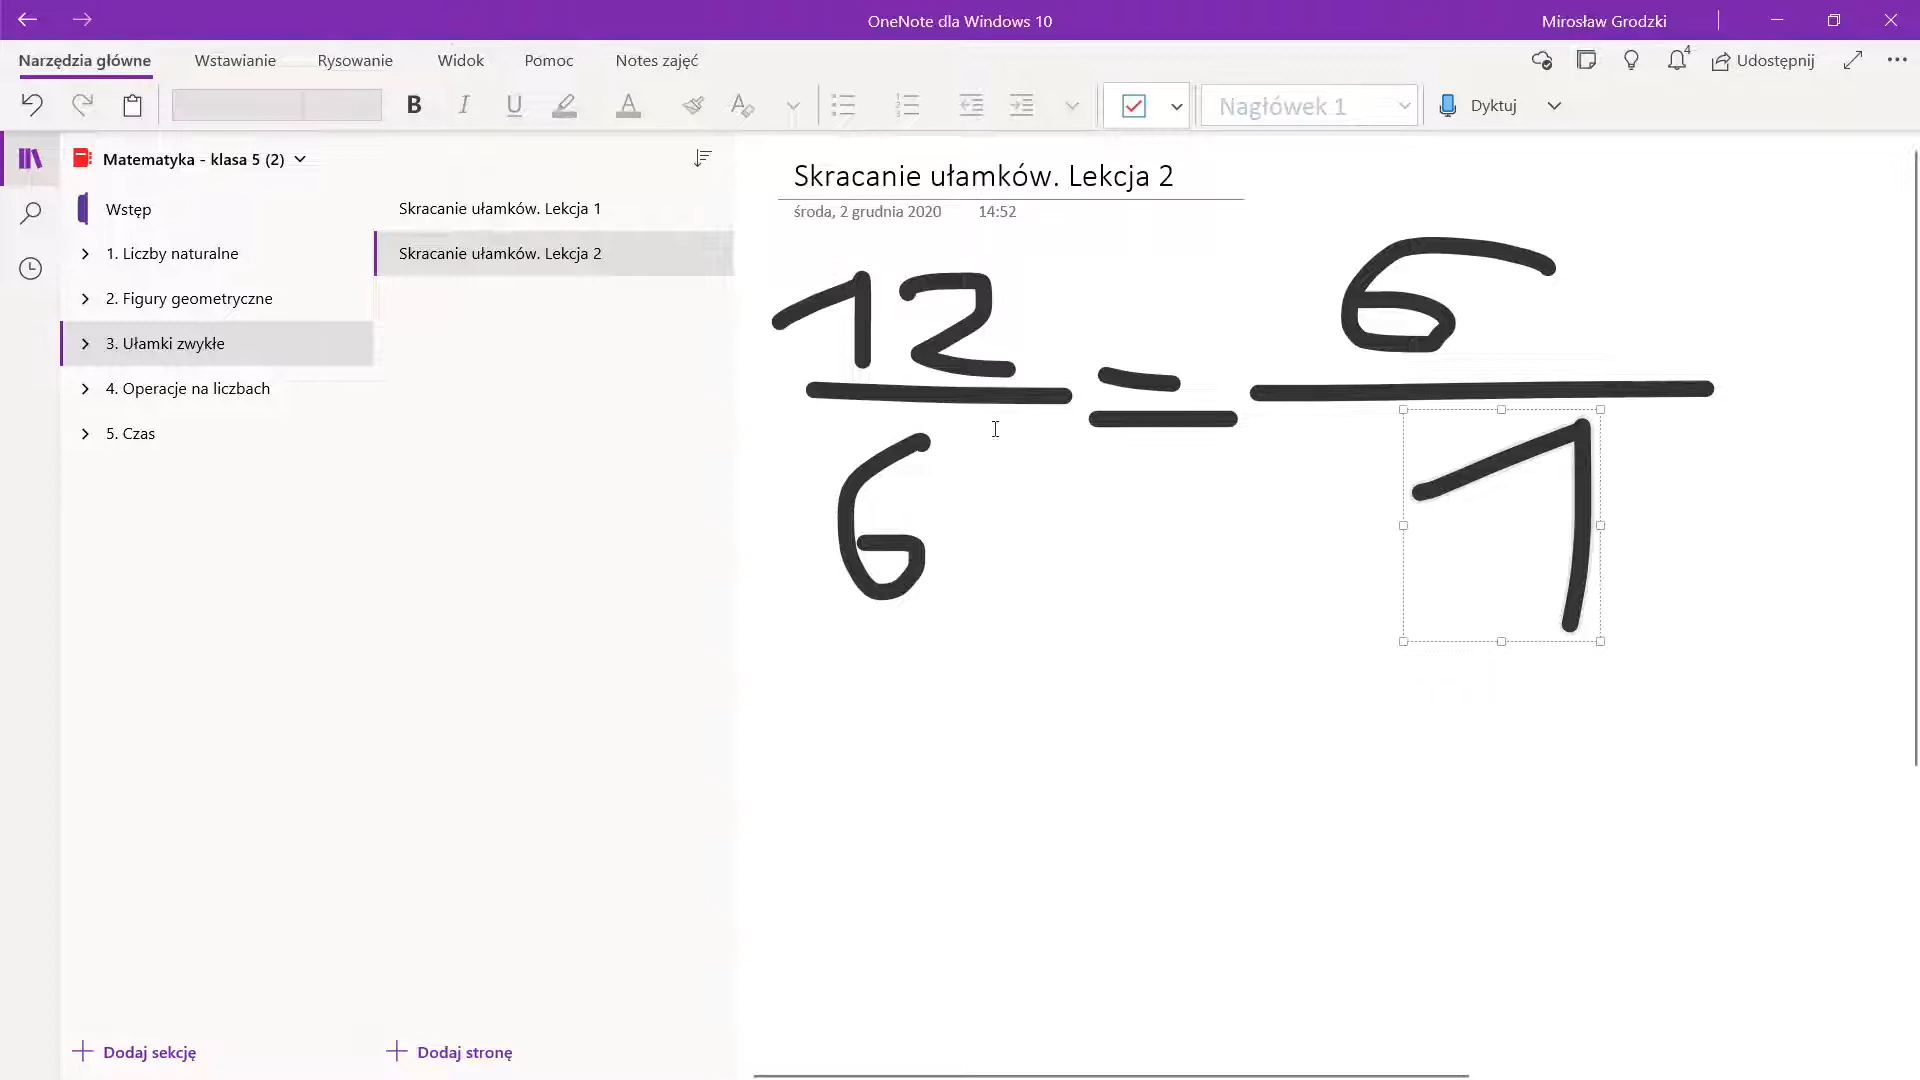 OneNote dla Windows 10
Mirosław Grodzki
Narzędzia główne Wstawianie Rysowanie Widok Pomoc Notes zajęć
4
Udostępnij
B I U A A
Nagłówek 1
Dyktuj
Matematyka - klasa 5 (2)
Wstęp
1. Liczby naturalne
2. Figury geometryczne
3. Ułamki zwykłe
4. Operacje na liczbach
5. Czas
Dodaj sekcję
Skracanie ułamków. Lekcja 1
Skracanie ułamków. Lekcja 2
Dodaj stronę
Skracanie ułamków. Lekcja 2
środa, 2 grudnia 2020 14:52
12 = 6
6 1